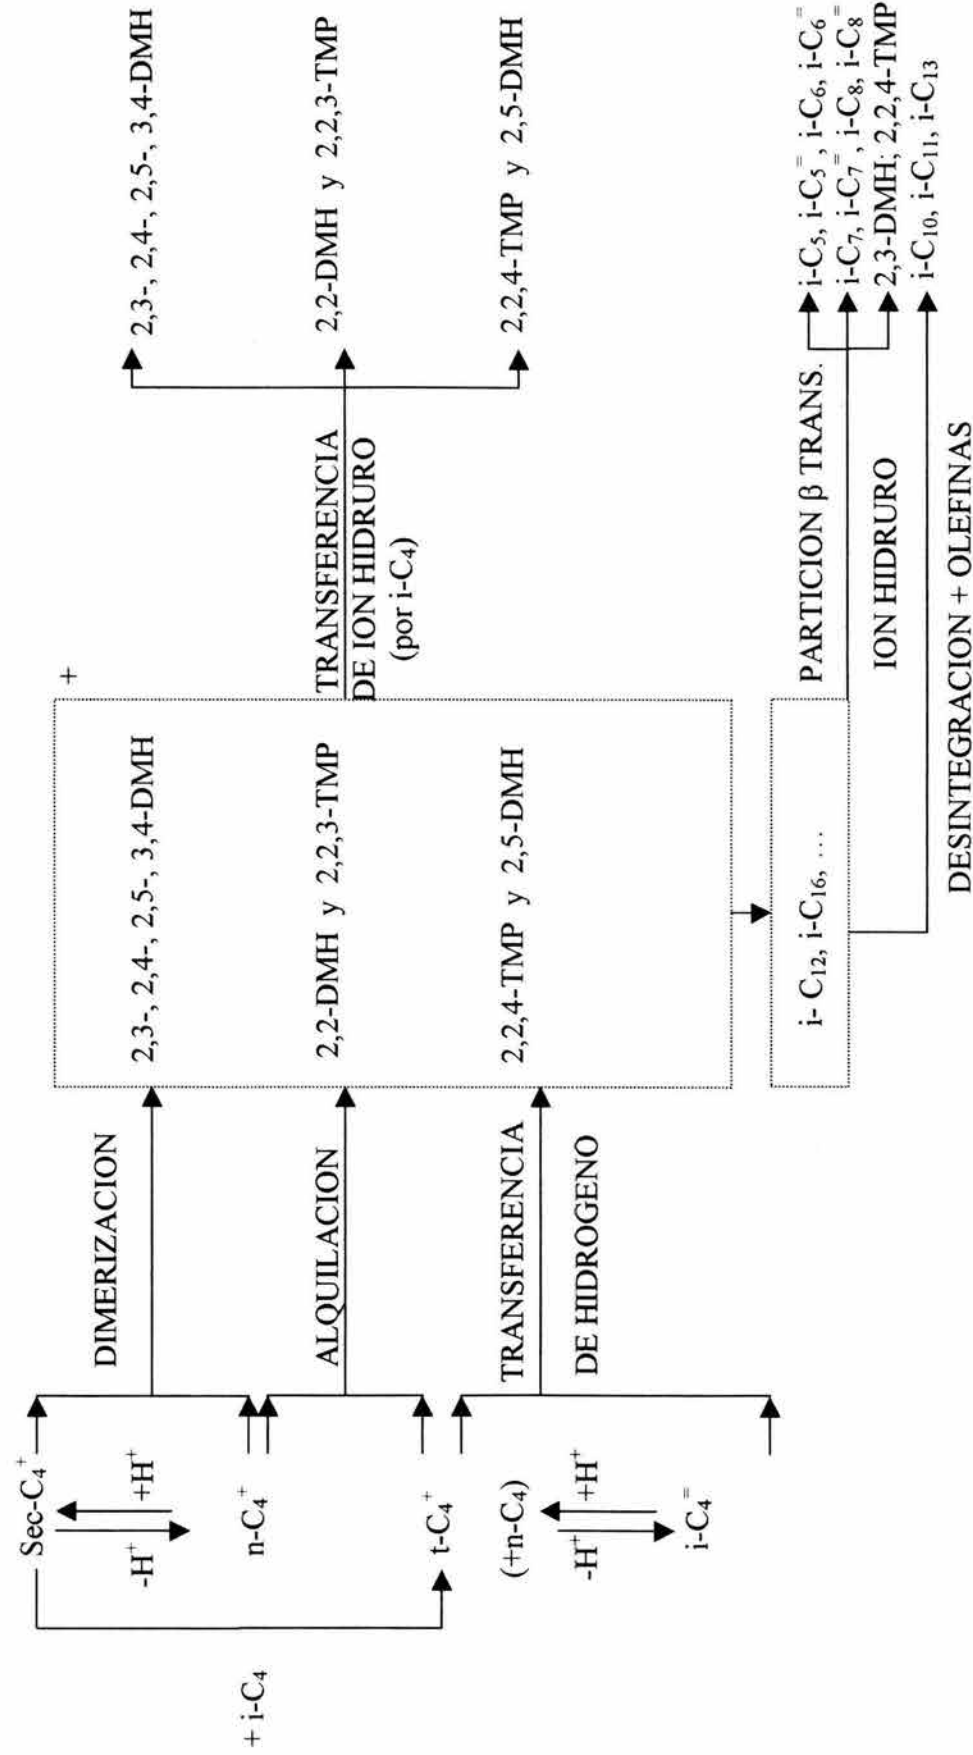 + i-C₄
Sec-C₄⁺
-H⁺ +H⁺
n-C₄⁺
t-C₄⁺
(+n-C₄)
-H⁺ +H⁺
i-C₄⁼
DIMERIZACION
ALQUILACION
TRANSFERENCIA
DE HIDROGENO
+
2,3-, 2,4-, 2,5-, 3,4-DMH
2,2-DMH y 2,2,3-TMP
2,2,4-TMP y 2,5-DMH
i- C₁₂, i-C₁₆, ...
TRANSFERENCIA
DE ION HIDRURO
(por i-C₄)
PARTICION β TRANS.
ION HIDRURO
DESINTEGRACION + OLEFINAS
2,3-, 2,4-, 2,5-, 3,4-DMH
2,2-DMH y 2,2,3-TMP
2,2,4-TMP y 2,5-DMH
i-C₅, i-C₅⁼, i-C₆, i-C₆⁼
i-C₇, i-C₇⁼, i-C₈, i-C₈⁼
2,3-DMH; 2,2,4-TMP
i-C₁₀, i-C₁₁, i-C₁₃